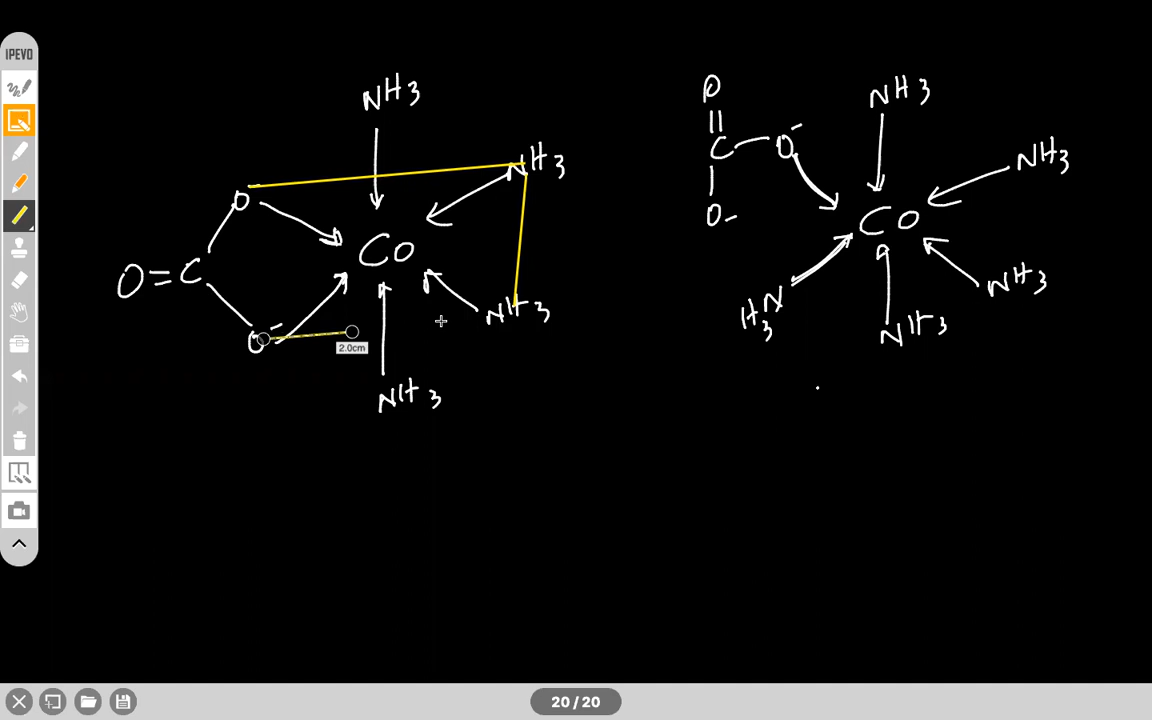 IPEVO
NH3
NH3
O-
Co
O=C
O-
NH3
NH3
2.0cm
O
C-O-
O-
NH3
NH3
Co
H3N
NH3
NH3
20/20